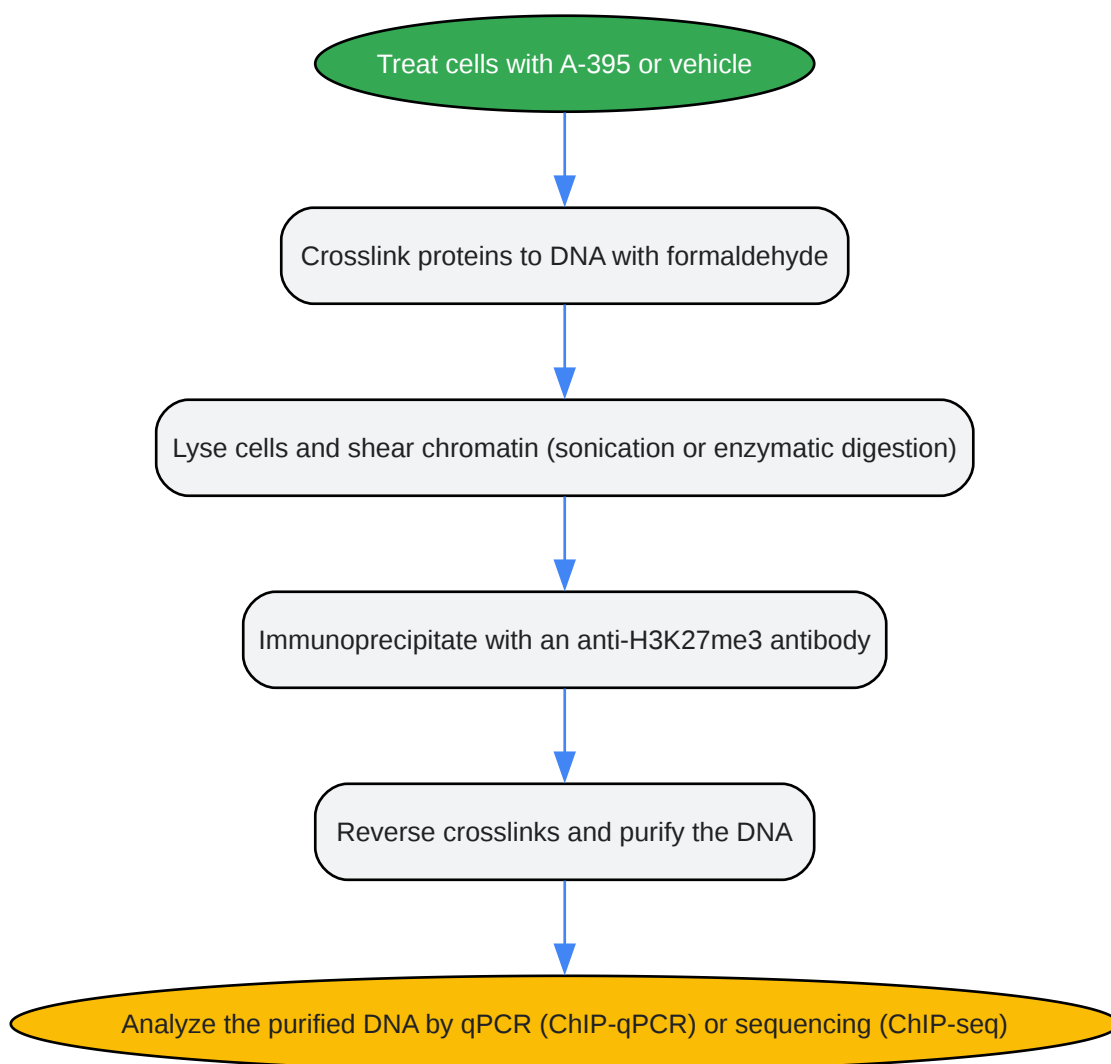 Treat cells with A-395 or vehicle
Crosslink proteins to DNA with formaldehyde
Lyse cells and shear chromatin (sonication or enzymatic digestion)
Immunoprecipitate with an anti-H3K27me3 antibody
Reverse crosslinks and purify the DNA
Analyze the purified DNA by qPCR (ChIP-qPCR) or sequencing (ChIP-seq)